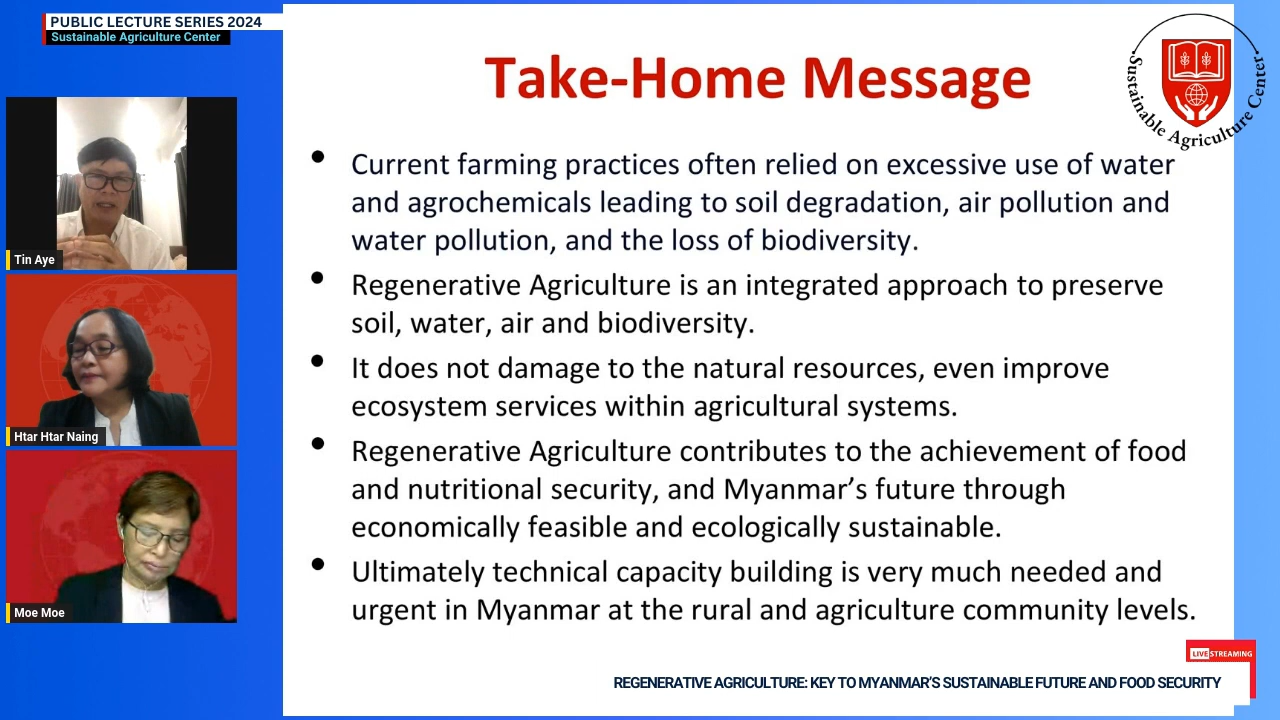 PUBLIC LECTURE SERIES 2024
Sustainable Agriculture Center
Tin Aye
Htar Htar Naing
Moe Moe
Take-Home Message
Sustainable Agriculture Center
• Current farming practices often relied on excessive use of water
and agrochemicals leading to soil degradation, air pollution and
water pollution, and the loss of biodiversity.
• Regenerative Agriculture is an integrated approach to preserve
soil, water, air and biodiversity.
• It does not damage to the natural resources, even improve
ecosystem services within agricultural systems.
• Regenerative Agriculture contributes to the achievement of food
and nutritional security, and Myanmar’s future through
economically feasible and ecologically sustainable.
• Ultimately technical capacity building is very much needed and
urgent in Myanmar at the rural and agriculture community levels.
LIVE STREAMING
REGENERATIVE AGRICULTURE: KEY TO MYANMAR'S SUSTAINABLE FUTURE AND FOOD SECURITY